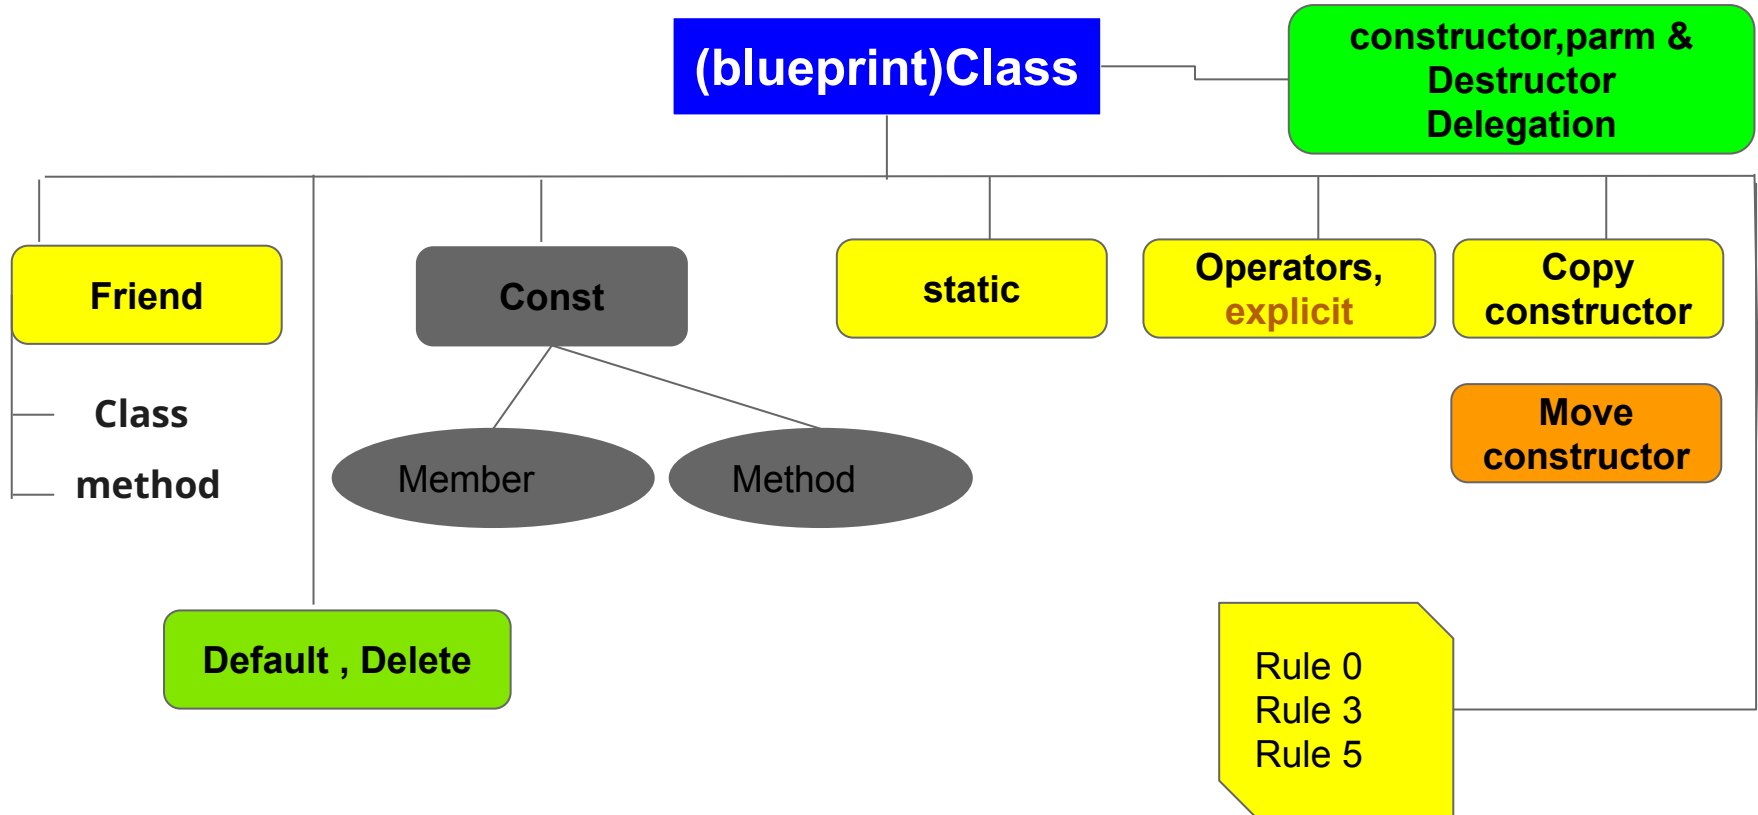 (blueprint)Class
constructor,parm &
Destructor
Delegation
Friend
Const
static
Operators,
explicit
Copy
constructor
Class
method
Member
Method
Move
constructor
Default , Delete
Rule 0
Rule 3
Rule 5